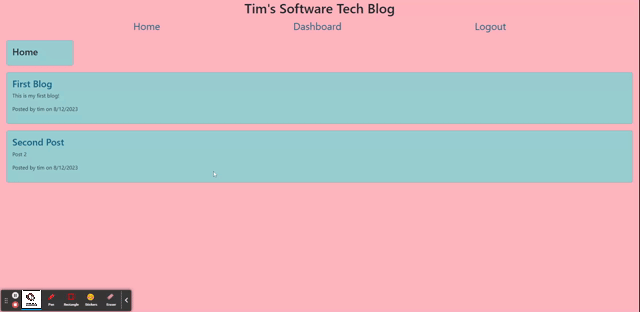 Tim's Software Tech Blog
Home Dashboard Logout
Home
First Blog
This is my first blog!
Posted by tim on 8/12/2023
Second Post
Post 2
Posted by tim on 8/12/2023
Pen Rectangle Stickers Eraser